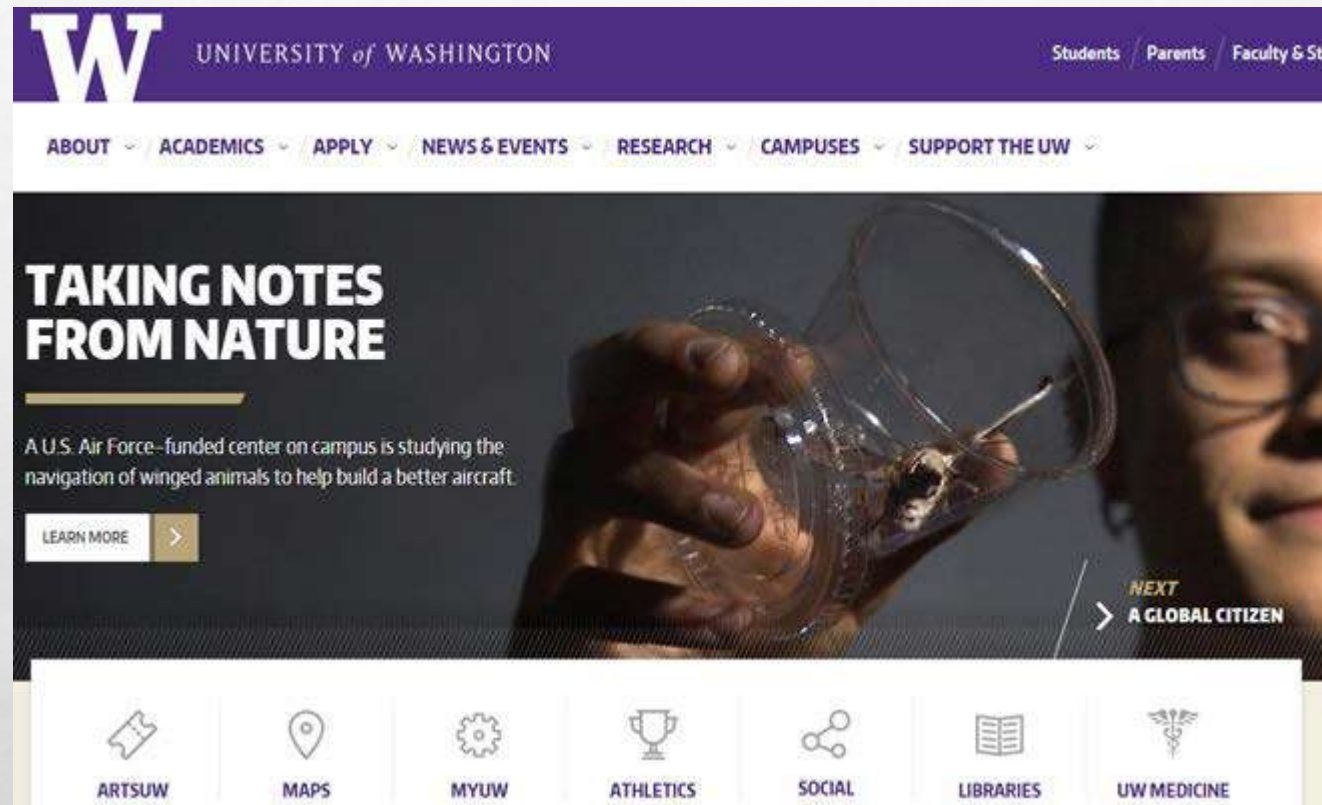 W
UNIVERSITY of WASHINGTON
Students / Parents / Faculty & St
ABOUT / ACADEMICS / APPLY / NEWS & EVENTS / RESEARCH / CAMPUSES / SUPPORT THE UW
TAKING NOTES
FROM NATURE
A U.S. Air Force-funded center on campus is studying the
navigation of winged animals to help build a better aircraft.
LEARN MORE
NEXT
A GLOBAL CITIZEN
ARTSUW MAPS MYUW ATHLETICS SOCIAL LIBRARIES UW MEDICINE